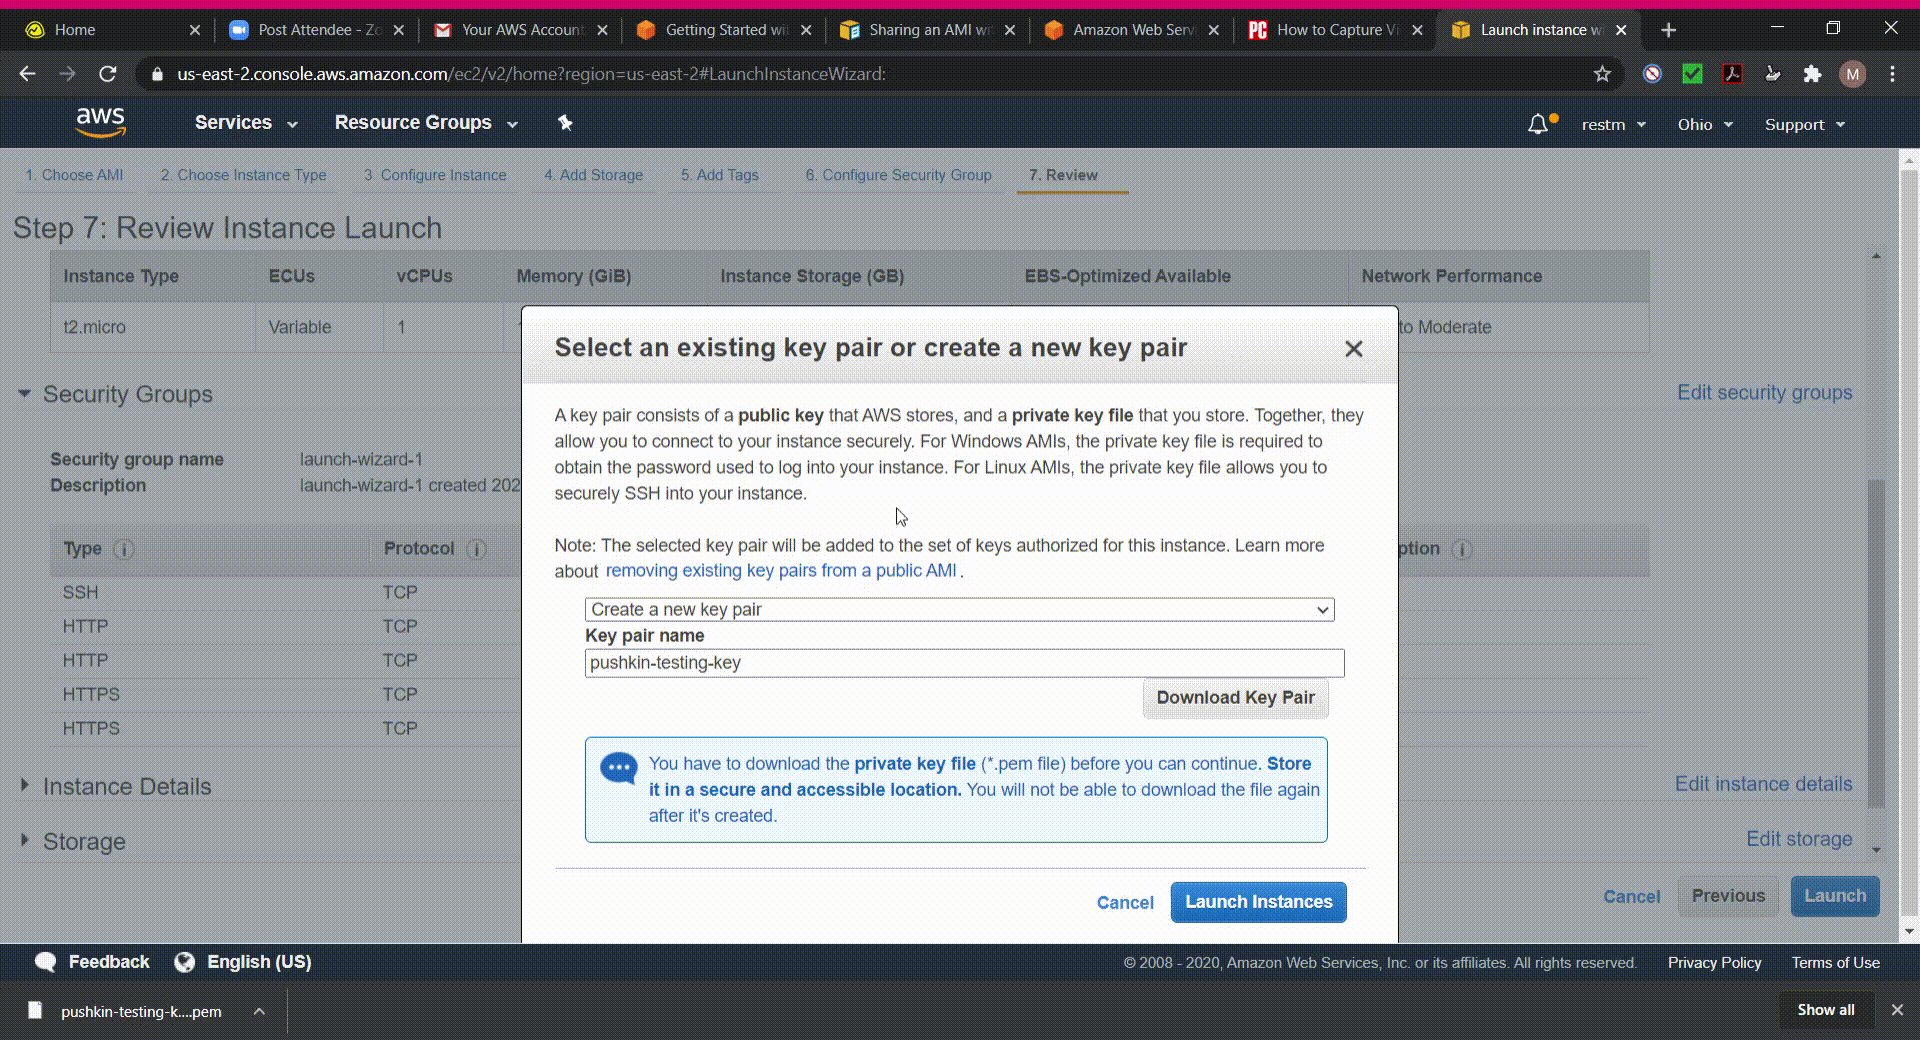 Home
Post Attendee - Zo
Your AWS Account
Getting Started wi
Sharing an AMI wi
Amazon Web Serv
How to Capture Vi
Launch instance w
us-east-2.console.aws.amazon.com/ec2/v2/home?region=us-east-2#LaunchInstanceWizard:
M
aws
Services
Resource Groups
restm
Ohio
Support
1. Choose AMI
2. Choose Instance Type
3. Configure Instance
4. Add Storage
5. Add Tags
6. Configure Security Group
7. Review
Step 7: Review Instance Launch
Instance Type ECUs vCPUs Memory (GiB) Instance Storage (GB) EBS-Optimized Available Network Performance
t2.micro Variable 1 to Moderate
Security Groups
Edit security groups
Security group name launch-wizard-1
Description launch-wizard-1 created 202
Type Protocol ption
SSH TCP
HTTP TCP
HTTP TCP
HTTPS TCP
HTTPS TCP
Instance Details
Edit instance details
Storage
Edit storage
Cancel
Previous
Launch
Select an existing key pair or create a new key pair
A key pair consists of a public key that AWS stores, and a private key file that you store. Together, they
allow you to connect to your instance securely. For Windows AMIs, the private key file is required to
obtain the password used to log into your instance. For Linux AMIs, the private key file allows you to
securely SSH into your instance.
Note: The selected key pair will be added to the set of keys authorized for this instance. Learn more
about removing existing key pairs from a public AMI .
Create a new key pair
Key pair name
pushkin-testing-key
Download Key Pair
You have to download the private key file (*.pem file) before you can continue. Store
it in a secure and accessible location. You will not be able to download the file again
after it's created.
Cancel
Launch Instances
Feedback
English (US)
© 2008 - 2020, Amazon Web Services, Inc. or its affiliates. All rights reserved.
Privacy Policy
Terms of Use
pushkin-testing-k....pem
Show all